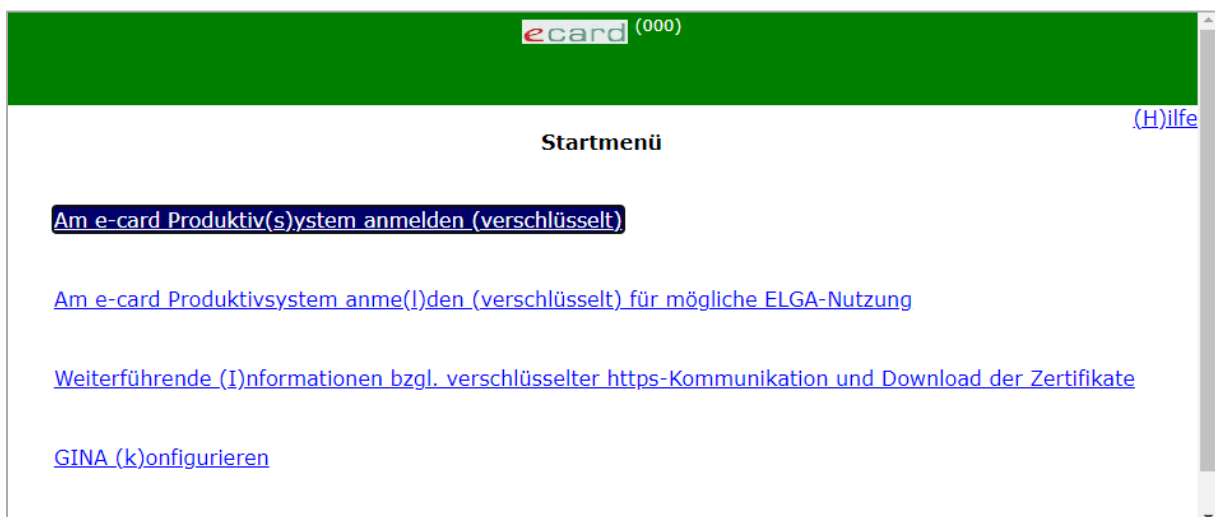 ecard (000)
(H)ilfe
Startmenü
Am e-card Produktiv(s)ystem anmelden (verschlüsselt)
Am e-card Produktivsystem anme(l)den (verschlüsselt) für mögliche ELGA-Nutzung
Weiterführende (I)nformationen bzgl. verschlüsselter https-Kommunikation und Download der Zertifikate
GINA (k)onfigurieren